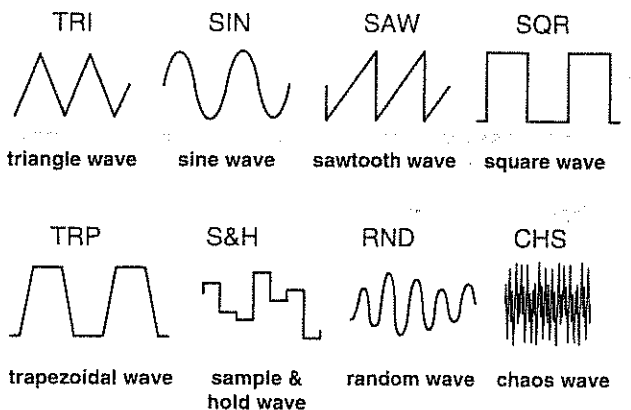 TRI SIN SAW SQR
triangle wave sine wave sawtooth wave square wave
TRP S&H RND CHS
trapezoidal wave sample & random wave chaos wave
hold wave